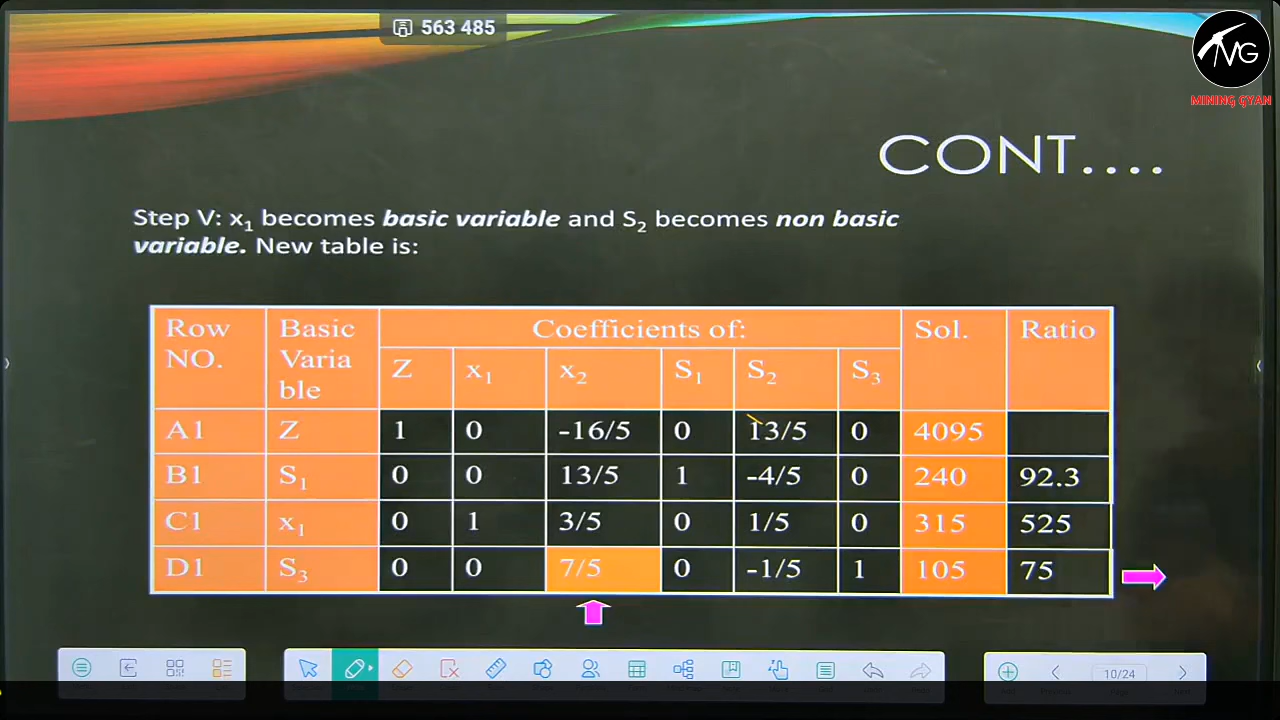 563 485
MVG
MINING GYAN
CONT....
Step V: x₁ becomes basic variable and S₂ becomes non basic
variable. New table is:
Row NO. Basic Varia ble Coefficients of: Sol. Ratio
Z x₁ x₂ S₁ S₂ S₃
A1 Z 1 0 -16/5 0 13/5 0 4095
B1 S₁ 0 0 13/5 1 -4/5 0 240 92.3
C1 x₁ 0 1 3/5 0 1/5 0 315 525
D1 S₃ 0 0 7/5 0 -1/5 1 105 75
10/24